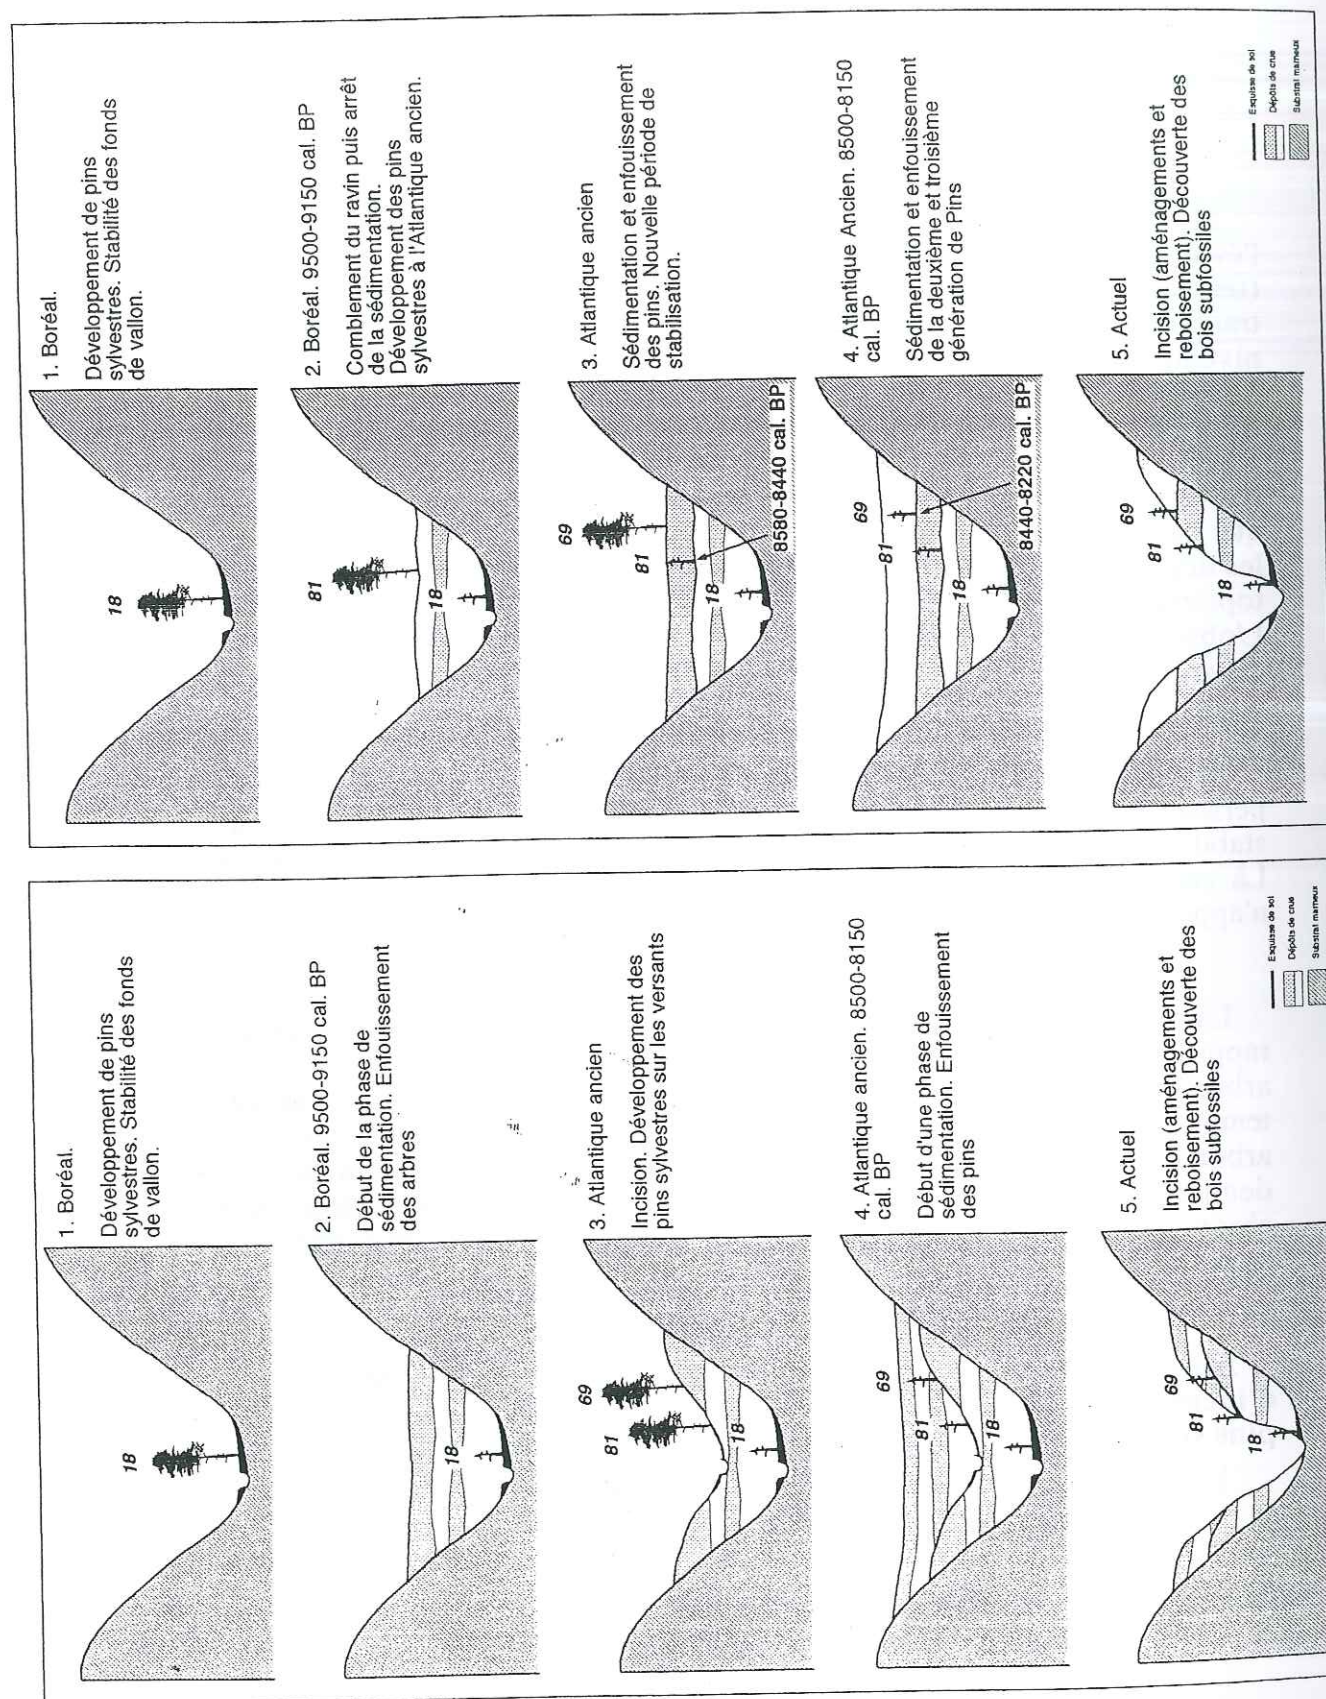 18
1. Boréal.
Développement de pins
sylvestres. Stabilité des fonds
de vallon.
18
2. Boréal. 9500-9150 cal. BP
Début de la phase de
sédimentation. Enfouissement
des arbres
81
69
18
3. Atlantique ancien
Incision. Développement des
pins sylvestres sur les versants
69
81
18
4. Atlantique ancien. 8500-8150
cal. BP
Début d'une phase de
sédimentation. Enfouissement
des pins
69
81
18
5. Actuel
Incision (aménagements et
reboisement). Découverte des
bois subfossiles
Esquisse de sol
Dépôts de crue
Substrat marneux
18
1. Boréal.
Développement de pins
sylvestres. Stabilité des fonds
de vallon.
81
18
2. Boréal. 9500-9150 cal. BP
Comblement du ravin puis arrêt
de la sédimentation.
Développement des pins
sylvestres à l'Atlantique ancien.
69
81
18
8580-8440 cal. BP
3. Atlantique ancien
Sédimentation et enfouissement
des pins. Nouvelle période de
stabilisation.
69
81
18
8440-8220 cal. BP
4. Atlantique Ancien. 8500-8150
cal. BP
Sédimentation et enfouissement
de la deuxième et troisième
génération de Pins
69
81
18
5. Actuel
Incision (aménagements et
reboisement). Découverte des
bois subfossiles
Esquisse de sol
Dépôts de crue
Substrat marneux